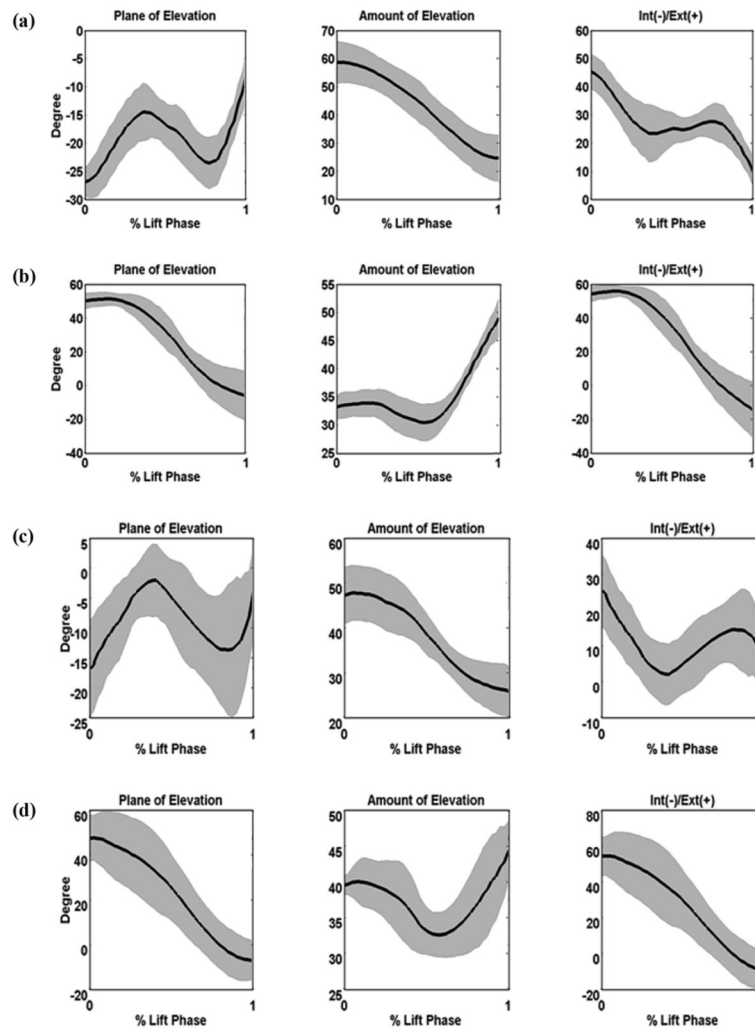 (a)
Plane of Elevation
Degree
0
-5
-10
-15
-20
-25
-30
0 1
% Lift Phase
Amount of Elevation
70
60
50
40
30
20
10
0 1
% Lift Phase
Int(-)/Ext(+)
60
50
40
30
20
10
0
0 1
% Lift Phase
(b)
Plane of Elevation
Degree
60
40
20
0
-20
-40
0 1
% Lift Phase
Amount of Elevation
55
50
45
40
35
30
25
0 1
% Lift Phase
Int(-)/Ext(+)
60
40
20
0
-20
-40
0 1
% Lift Phase
(c)
Plane of Elevation
Degree
5
0
-5
-10
-15
-20
-25
0 1
% Lift Phase
Amount of Elevation
60
50
40
30
20
0 1
% Lift Phase
Int(-)/Ext(+)
40
30
20
10
0
-10
0
% Lift Phase
(d)
Plane of Elevation
Degree
60
40
20
0
-20
0 1
% Lift Phase
Amount of Elevation
50
45
40
35
30
25
0 1
% Lift Phase
Int(-)/Ext(+)
80
60
40
20
0
-20
0
% Lift Phase